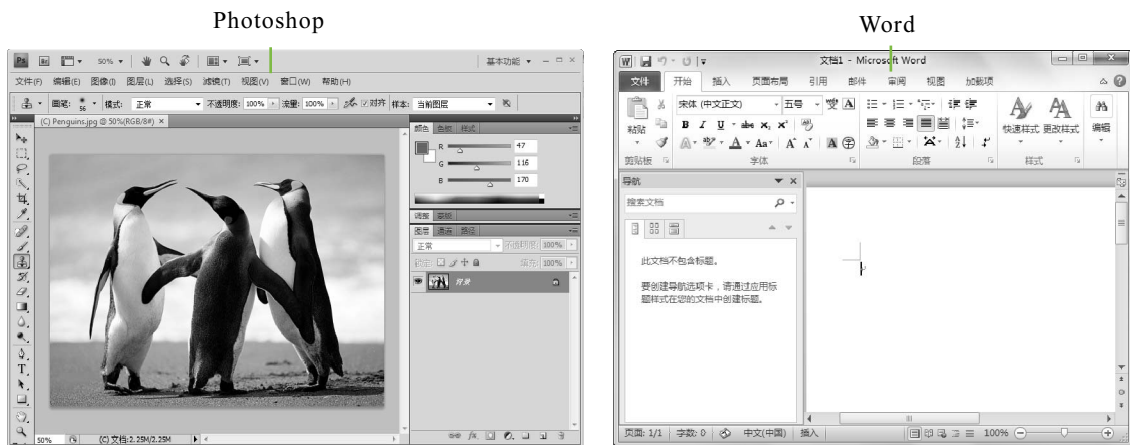 Photoshop
Ps Br 50% 基本功能
文件(F) 编辑(E) 图像(I) 图层(L) 选择(S) 滤镜(T) 视图(V) 窗口(W) 帮助(H)
画笔: 56 模式: 正常 不透明度: 100% 流量: 100% 对齐 样本: 当前图层
(C) Penguins.jpg @ 50%(RGB/8#) ×
颜色 色板 样式
R 47
G 116
B 170
调整 蒙版
图层 通道 路径
正常 不透明度: 100%
锁定: 填充: 100%
背景
50% (C) 文档:2.25M/2.25M
Word
文档1 - Microsoft Word
文件 开始 插入 页面布局 引用 邮件 审阅 视图 加载项
宋体 (中文正文) 五号
B I U abc X₂ X²
粘贴 快速样式 更改样式 编辑
剪贴板 字体 段落 样式
导航
搜索文档
此文档不包含标题。
要创建导航选项卡，请通过应用标
题样式在您的文档中创建标题。
页面: 1/1 字数: 0 中文(中国) 插入 100%